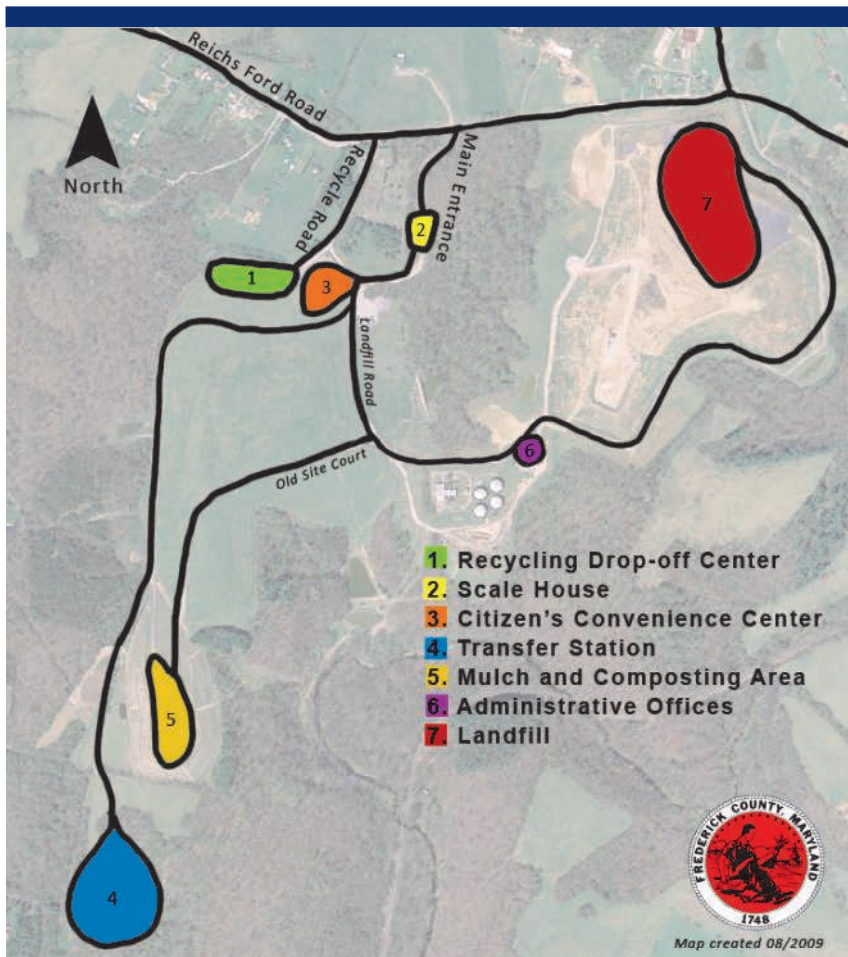 Reichs Ford Road
North
Recycle Road
Main Entrance
2
7
1
3
Landfill Road
6
Old Site Court
1. Recycling Drop-off Center
2. Scale House
3. Citizen's Convenience Center
4. Transfer Station
5. Mulch and Composting Area
6. Administrative Offices
7. Landfill
5
4
FREDERICK COUNTY, MARYLAND
1748
Map created 08/2009